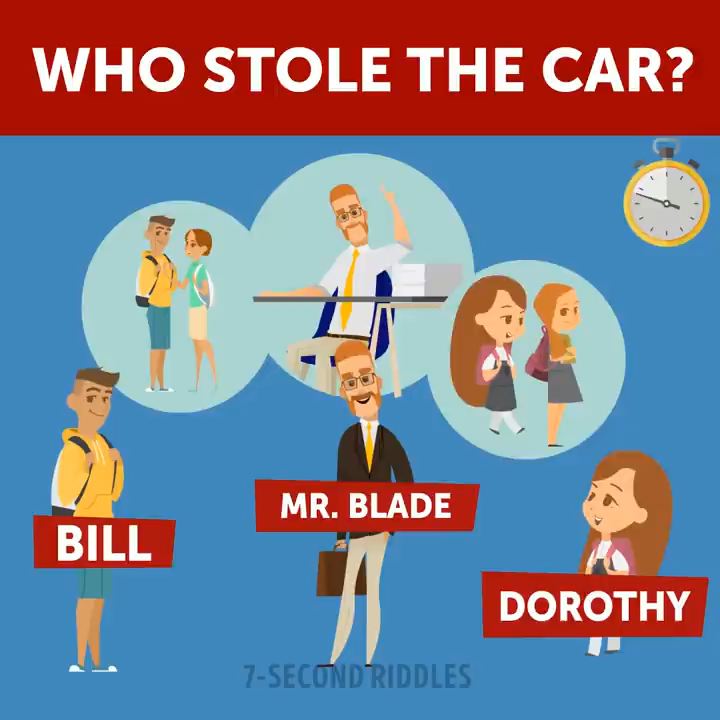 WHO STOLE THE CAR?
BILL
MR. BLADE
DOROTHY
7-SECOND RIDDLES